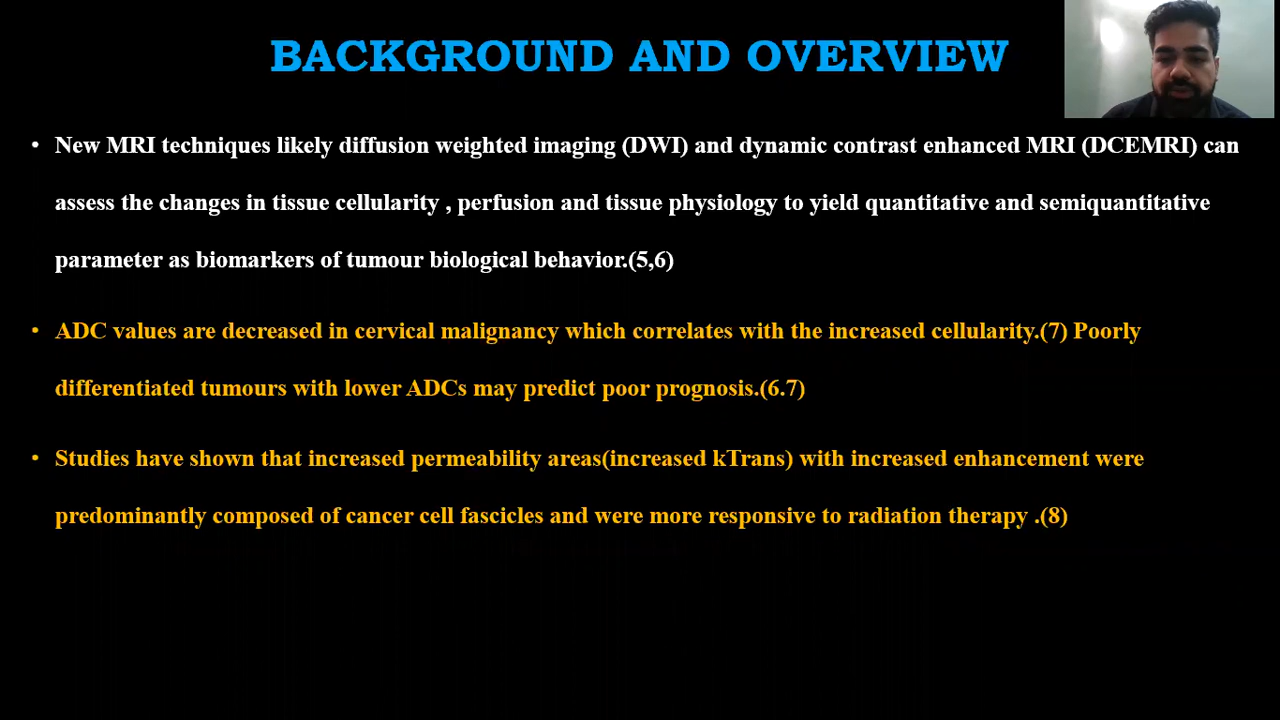 BACKGROUND AND OVERVIEW
• New MRI techniques likely diffusion weighted imaging (DWI) and dynamic contrast enhanced MRI (DCEMRI) can
assess the changes in tissue cellularity , perfusion and tissue physiology to yield quantitative and semiquantitative
parameter as biomarkers of tumour biological behavior.(5,6)
• ADC values are decreased in cervical malignancy which correlates with the increased cellularity.(7) Poorly
differentiated tumours with lower ADCs may predict poor prognosis.(6.7)
• Studies have shown that increased permeability areas(increased kTrans) with increased enhancement were
predominantly composed of cancer cell fascicles and were more responsive to radiation therapy .(8)